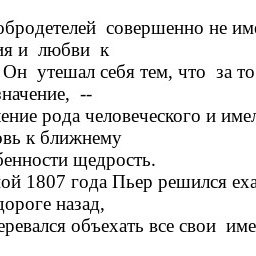 обродетелей совершенно не им
ия и любви к
Он утешал себя тем, что за то
значение, --
ение рода человеческого и имел
овь к ближнему
бенности щедрость.
ой 1807 года Пьер решился еха
дороге назад,
еревался объехать все свои име